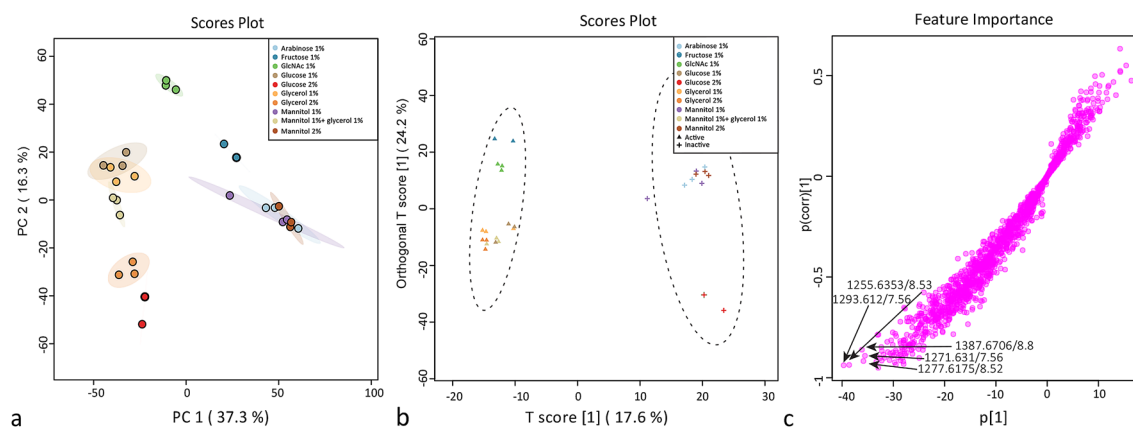 Scores Plot
60
40
20
0
-20
-40
-60
PC 2 ( 16.3 %)
Arabinose 1%
Fructose 1%
GlcNAc 1%
Glucose 1%
Glucose 2%
Glycerol 1%
Glycerol 2%
Mannitol 1%
Mannitol 1%+ glycerol 1%
Mannitol 2%
-50
0
50
100
PC 1 ( 37.3 %)
a
Scores Plot
60
40
20
0
-20
-40
-60
Orthogonal T score [1] ( 24.2 %)
Arabinose 1%
Fructose 1%
GlcNAc 1%
Glucose 1%
Glucose 2%
Glycerol 1%
Glycerol 2%
Mannitol 1%
Mannitol 1%+ glycerol 1%
Mannitol 2%
Active
Inactive
-20
-10
0
10
20
30
T score [1] ( 17.6 %)
b
Feature Importance
0.5
0
-0.5
-1
p(corr)[1]
1255.6353/8.53
1293.612/7.56
1387.6706/8.8
1271.631/7.56
1277.6175/8.52
-40
-30
-20
-10
0
10
p[1]
c